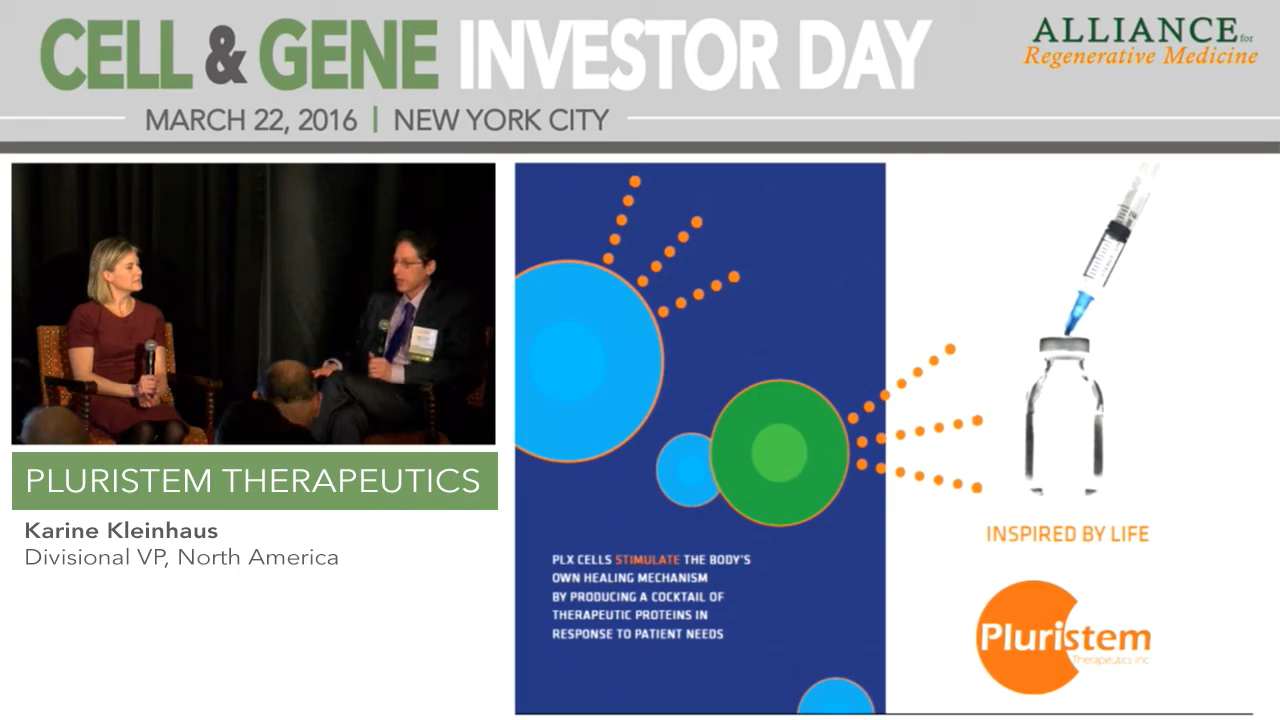 CELL & GENE INVESTOR DAY
MARCH 22, 2016 | NEW YORK CITY
ALLIANCE for
Regenerative Medicine
PLURISTEM THERAPEUTICS
Karine Kleinhaus
Divisional VP, North America
PLX CELLS STIMULATE THE BODY'S
OWN HEALING MECHANISM
BY PRODUCING A COCKTAIL OF
THERAPEUTIC PROTEINS IN
RESPONSE TO PATIENT NEEDS
INSPIRED BY LIFE
Pluristem
Therapeutics Inc.